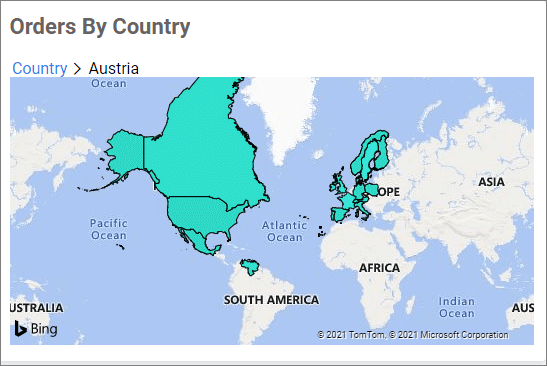 Orders By Country
Country > Austria
Ocean
ASIA
OPE
Pacific
Ocean
Atlantic
Ocean
AFRICA
SOUTH AMERICA
Indian
Ocean
USTRALIA
AUS
Bing
© 2021 TomTom, © 2021 Microsoft Corporation